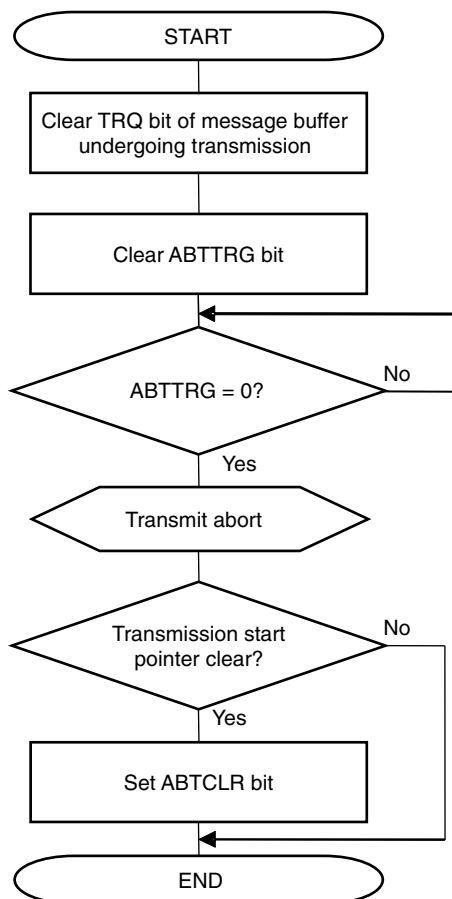 START
Clear TRQ bit of message buffer
undergoing transmission
Clear ABTTRG bit
ABTTRG = 0?
No
Yes
Transmit abort
Transmission start
pointer clear?
No
Yes
Set ABTCLR bit
END